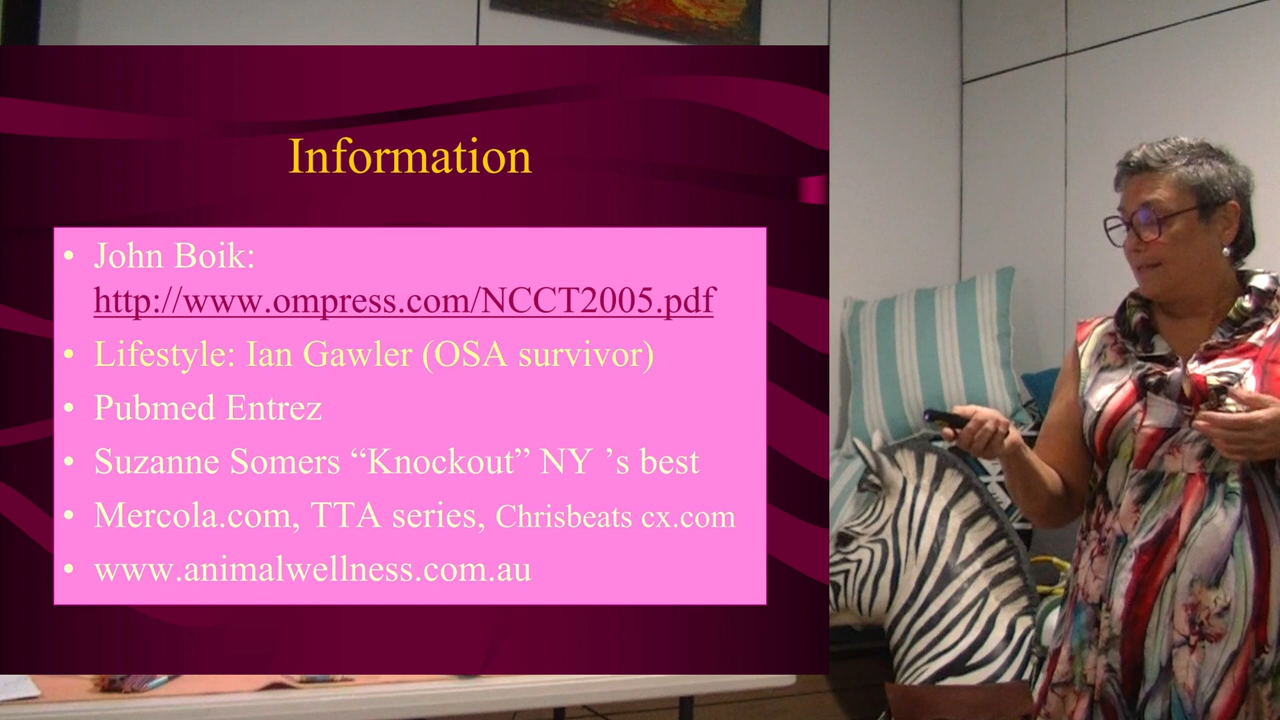 Information
• John Boik:
http://www.ompress.com/NCCT2005.pdf
• Lifestyle: Ian Gawler (OSA survivor)
• Pubmed Entrez
• Suzanne Somers “Knockout” NY ’s best
• Mercola.com, TTA series, Chrisbeats cx.com
• www.animalwellness.com.au